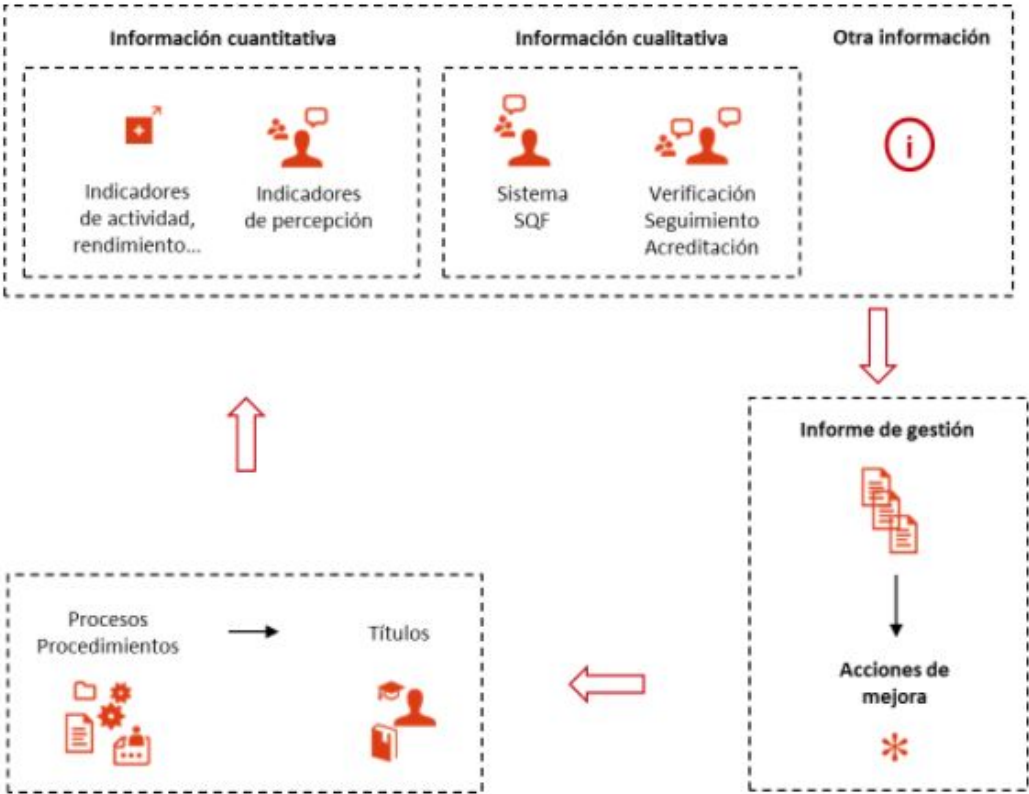 Información cuantitativa
Indicadores
de actividad,
rendimiento...
Indicadores
de percepción
Información cualitativa
Sistema
SQF
Verificación
Seguimiento
Acreditación
Otra información
i
Informe de gestión
Acciones de
mejora
Procesos
Procedimientos
Títulos